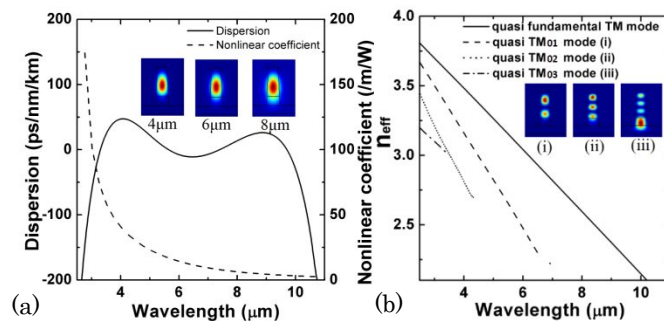 (a)
Dispersion (ps/nm/km)
200
100
0
-100
-200
Dispersion
Nonlinear coefficient
4μm
6μm
8μm
200
150
100
50
0
Nonlinear coefficient (/m/W)
4
6
8
10
Wavelength (μm)
(b)
neff
4.0
3.5
3.0
2.5
quasi fundamental TM mode
quasi TM01 mode (i)
quasi TM02 mode (ii)
quasi TM03 mode (iii)
(i)
(ii)
(iii)
4
6
8
10
Wavelength (μm)